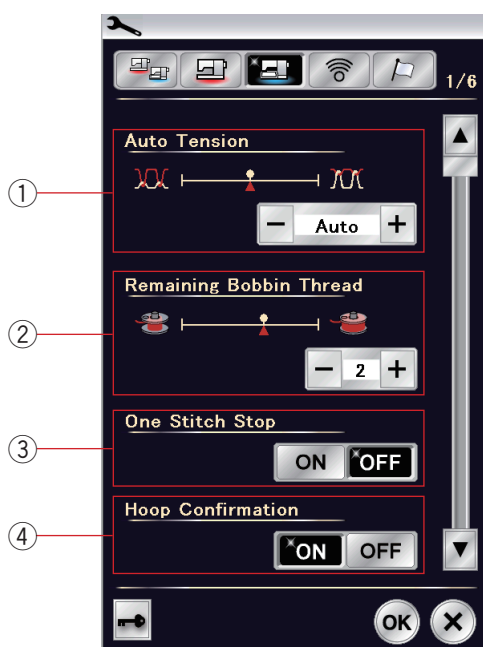 1/6
① Auto Tension
− Auto +
② Remaining Bobbin Thread
− 2 +
③ One Stitch Stop
ON OFF
④ Hoop Confirmation
ON OFF
OK